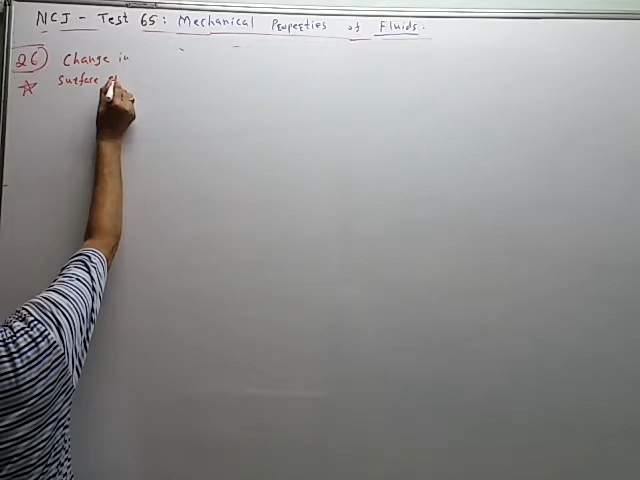 NCJ - Test 65: Mechanical Properties of Fluids.
26 Change in
Surface